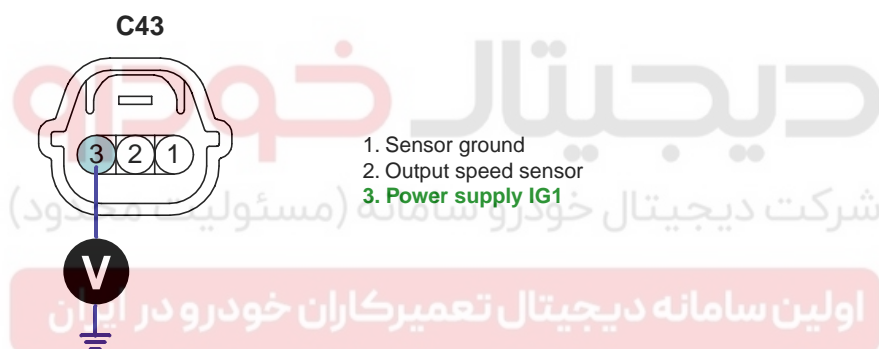 C43
دیجیتال خودرو
3 2 1
1. Sensor ground
2. Output speed sensor
3. Power supply IG1
شرکت دیجیتال خودرو سامانه (مسئولیت محدود)
V
اولین سامانه دیجیتال تعمیرکاران خودرو در ایران